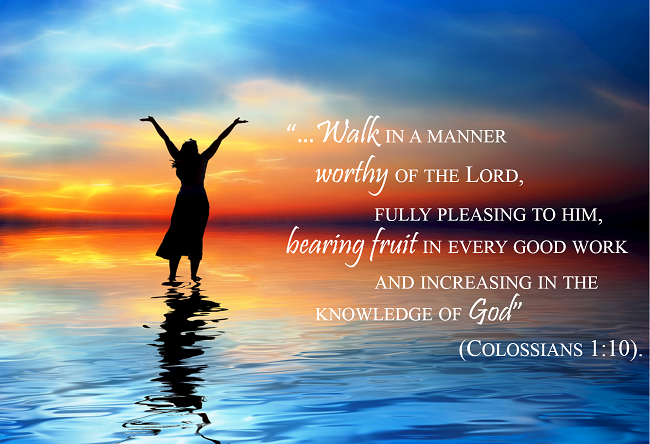 “...Walk IN A MANNER
worthy OF THE LORD,
FULLY PLEASING TO HIM,
bearing fruit IN EVERY GOOD WORK
AND INCREASING IN THE
KNOWLEDGE OF God”
(COLOSSIANS 1:10).